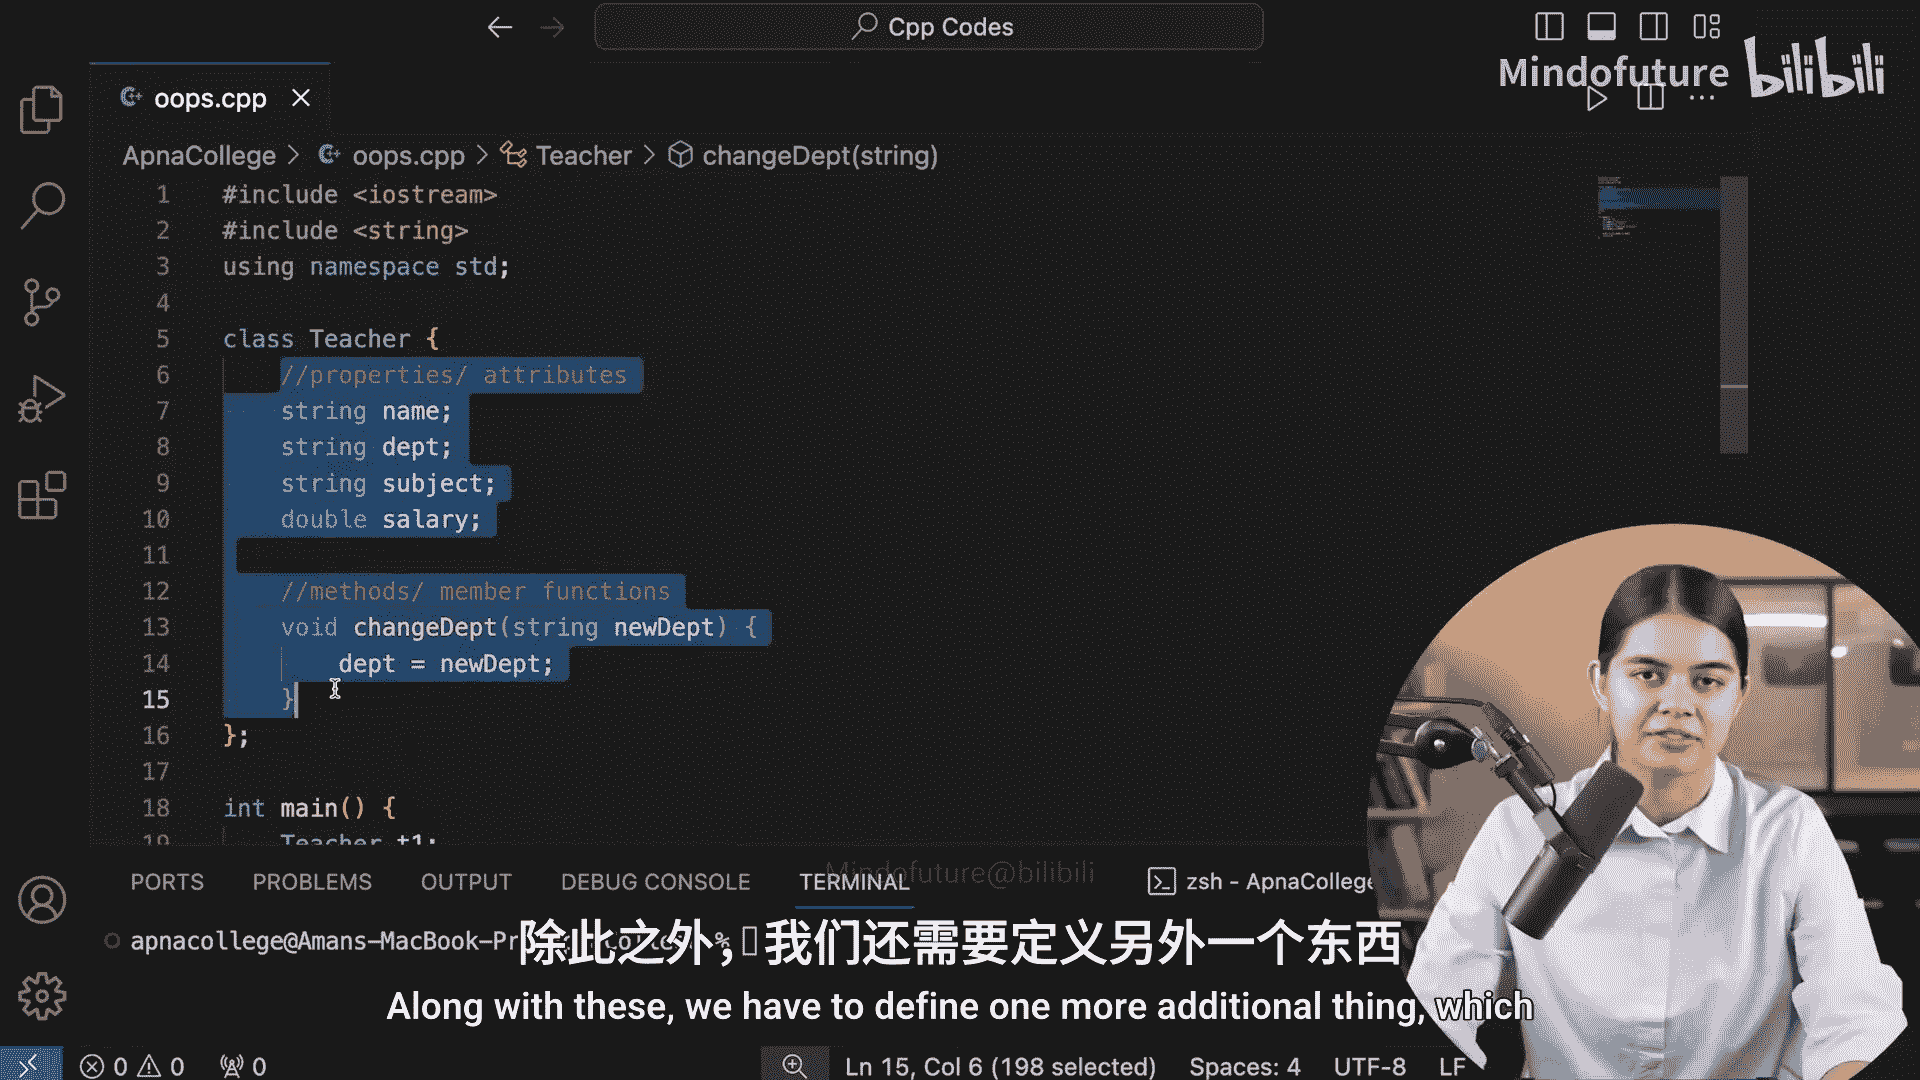 Cpp Codes
Mindofuture bilibili
oops.cpp
ApnaCollege > oops.cpp > Teacher > changeDept(string)
1 #include <iostream>
2 #include <string>
3 using namespace std;
4
5 class Teacher {
6 //properties/ attributes
7 string name;
8 string dept;
9 string subject;
10 double salary;
11
12 //methods/ member functions
13 void changeDept(string newDept) {
14 dept = newDept;
15 }
16 };
17
18 int main() {
19 Teacher t1;
Mindofuture@bilibili
PORTS PROBLEMS OUTPUT DEBUG CONSOLE TERMINAL zsh - ApnaCollege
apnacollege@Amans-MacBook-Pr %
除此之外，我们还需要定义另外一个东西
Along with these, we have to define one more additional thing, which
0 0 0 Ln 15, Col 6 (198 selected) Spaces: 4 UTF-8 LF